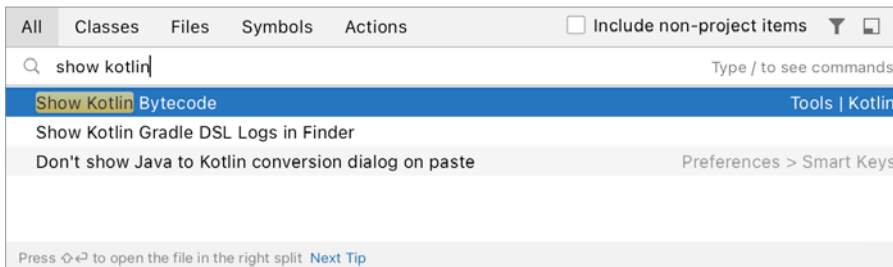 All Classes Files Symbols Actions Include non-project items
show kotlin Type / to see commands
Show Kotlin Bytecode Tools | Kotlin
Show Kotlin Gradle DSL Logs in Finder
Don't show Java to Kotlin conversion dialog on paste Preferences > Smart Keys
Press ⇧⏎ to open the file in the right split Next Tip